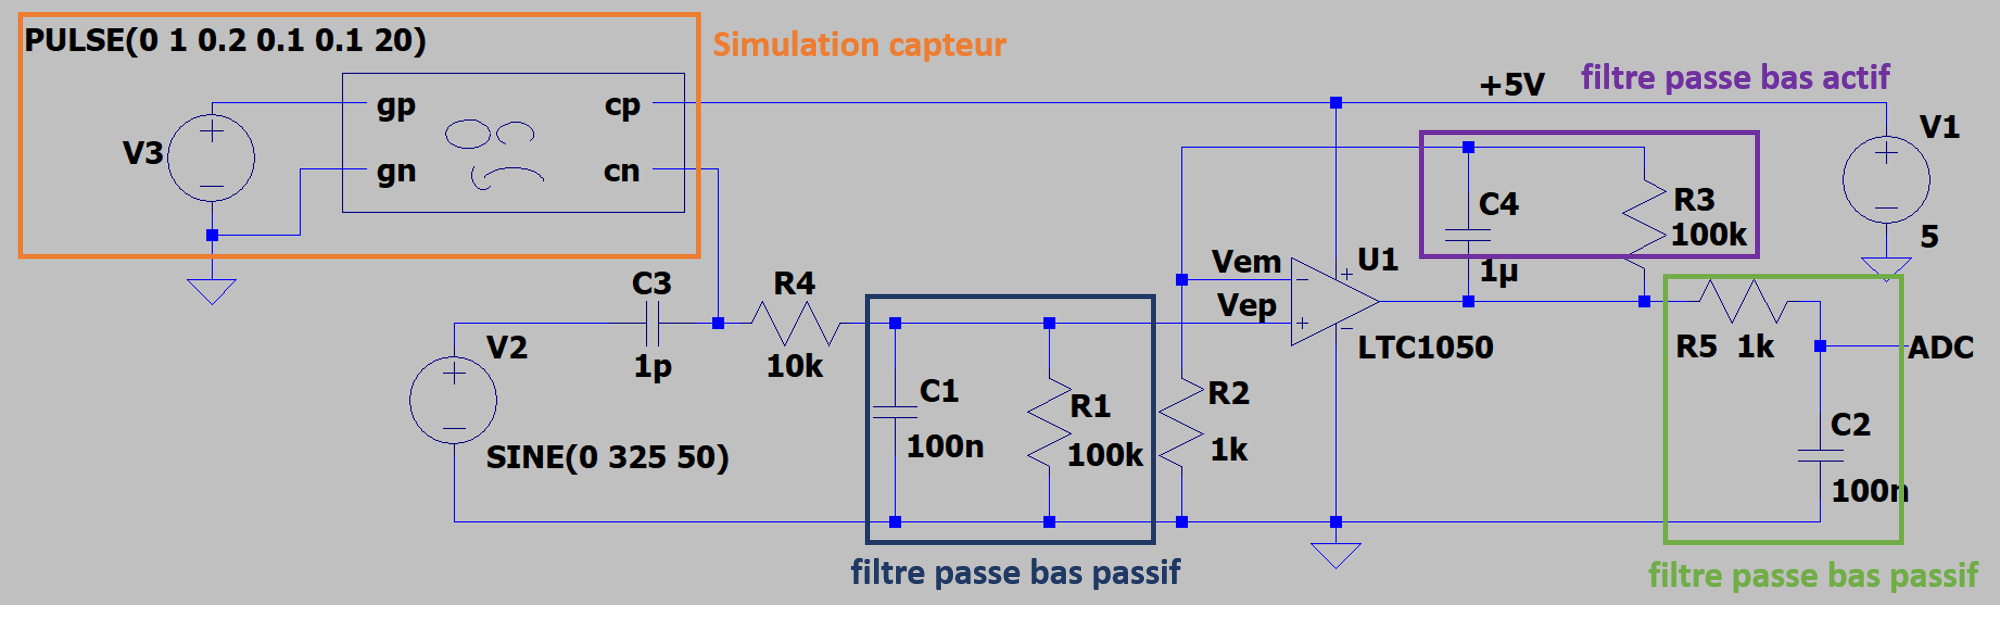 PULSE(0 1 0.2 0.1 0.1 20)
Simulation capteur
+5V
filtre passe bas actif
gp
cp
V3
gn
cn
V1
5
C4
1µ
R3
100k
Vem
Vep
U1
LTC1050
C3
1p
R4
10k
V2
SINE(0 325 50)
C1
100n
R1
100k
R2
1k
R5 1k
ADC
C2
100n
filtre passe bas passif
filtre passe bas passif